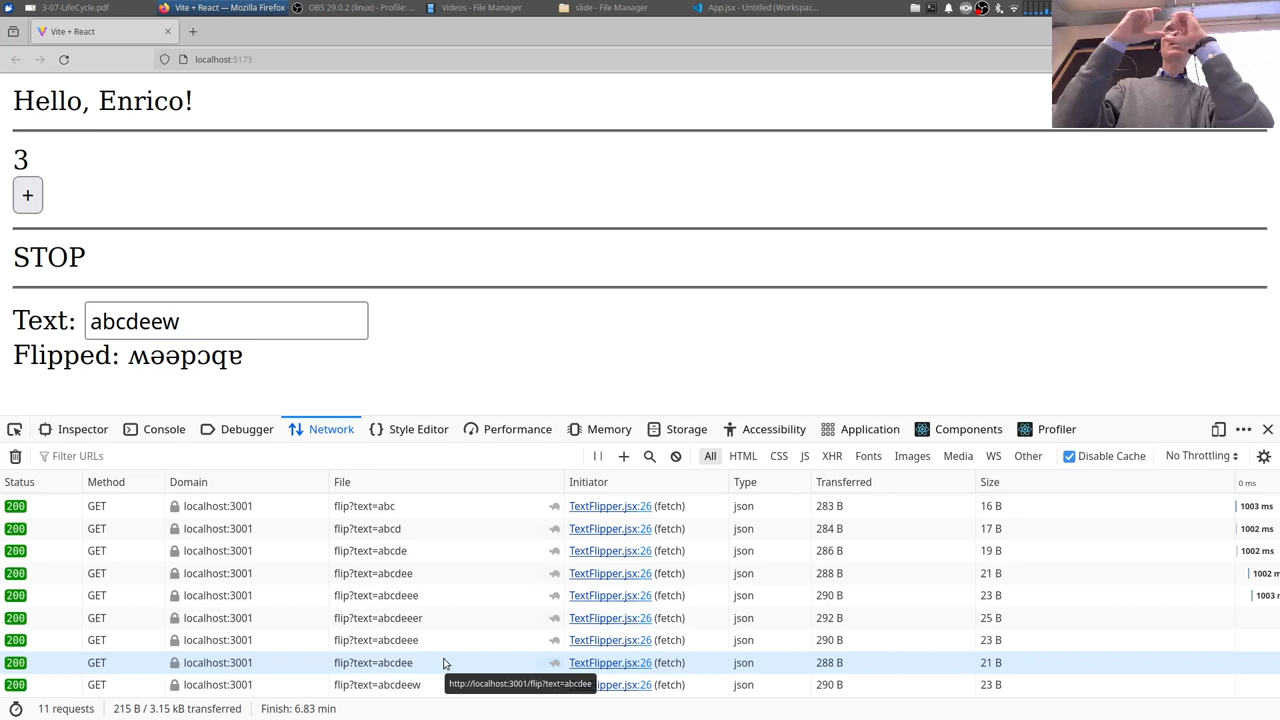 3-07-LifeCycle.pdf
Vite + React — Mozilla Firefox
OBS 29.0.2 (linux) - Profile: ...
Videos - File Manager
slide - File Manager
App.jsx - Untitled (Workspac...
Vite + React
localhost:5173
Hello, Enrico!
3
+
STOP
Text: abcdeew
Flipped: ʍǝǝpɔqɐ
Inspector
Console
Debugger
Network
Style Editor
Performance
Memory
Storage
Accessibility
Application
Components
Profiler
Filter URLs
All
HTML
CSS
JS
XHR
Fonts
Images
Media
WS
Other
Disable Cache
No Throttling
Status Method Domain File Initiator Type Transferred Size 0 ms
200 GET localhost:3001 flip?text=abc TextFlipper.jsx:26 (fetch) json 283 B 16 B 1003 ms
200 GET localhost:3001 flip?text=abcd TextFlipper.jsx:26 (fetch) json 284 B 17 B 1002 ms
200 GET localhost:3001 flip?text=abcde TextFlipper.jsx:26 (fetch) json 286 B 19 B 1002 ms
200 GET localhost:3001 flip?text=abcdee TextFlipper.jsx:26 (fetch) json 288 B 21 B 1002 m
200 GET localhost:3001 flip?text=abcdeee TextFlipper.jsx:26 (fetch) json 290 B 23 B 1003
200 GET localhost:3001 flip?text=abcdeeer TextFlipper.jsx:26 (fetch) json 292 B 25 B
200 GET localhost:3001 flip?text=abcdeee TextFlipper.jsx:26 (fetch) json 290 B 23 B
200 GET localhost:3001 flip?text=abcdee TextFlipper.jsx:26 (fetch) json 288 B 21 B
http://localhost:3001/flip?text=abcdee
200 GET localhost:3001 flip?text=abcdeew ipper.jsx:26 (fetch) json 290 B 23 B
11 requests
215 B / 3.15 kB transferred
Finish: 6.83 min